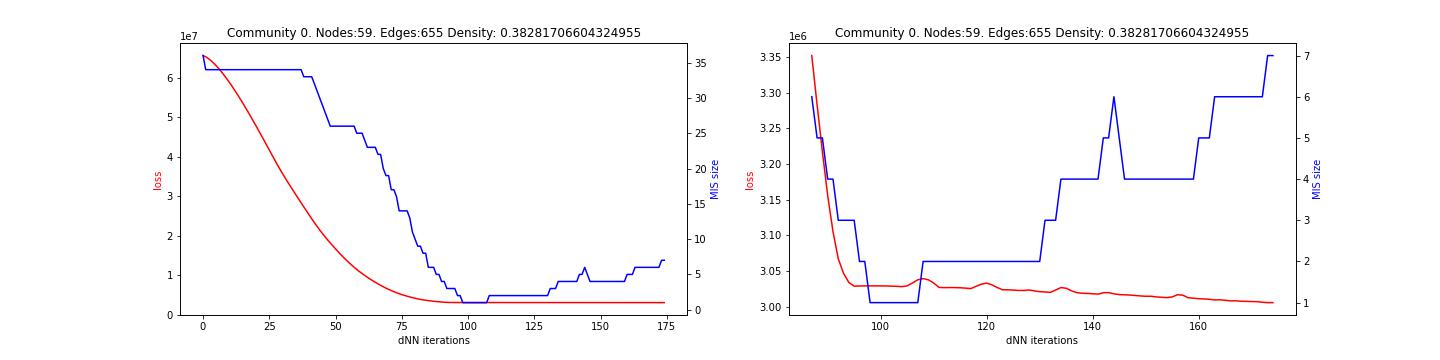 Community 0. Nodes:59. Edges:655 Density: 0.38281706604324955
1e7
6
5
4
3
2
1
0
loss
35
30
25
20
15
10
5
0
MIS size
0 25 50 75 100 125 150 175
dNN iterations
Community 0. Nodes:59. Edges:655 Density: 0.38281706604324955
1e6
3.35
3.30
3.25
3.20
3.15
3.10
3.05
3.00
loss
7
6
5
4
3
2
1
MIS size
100 120 140 160
dNN iterations